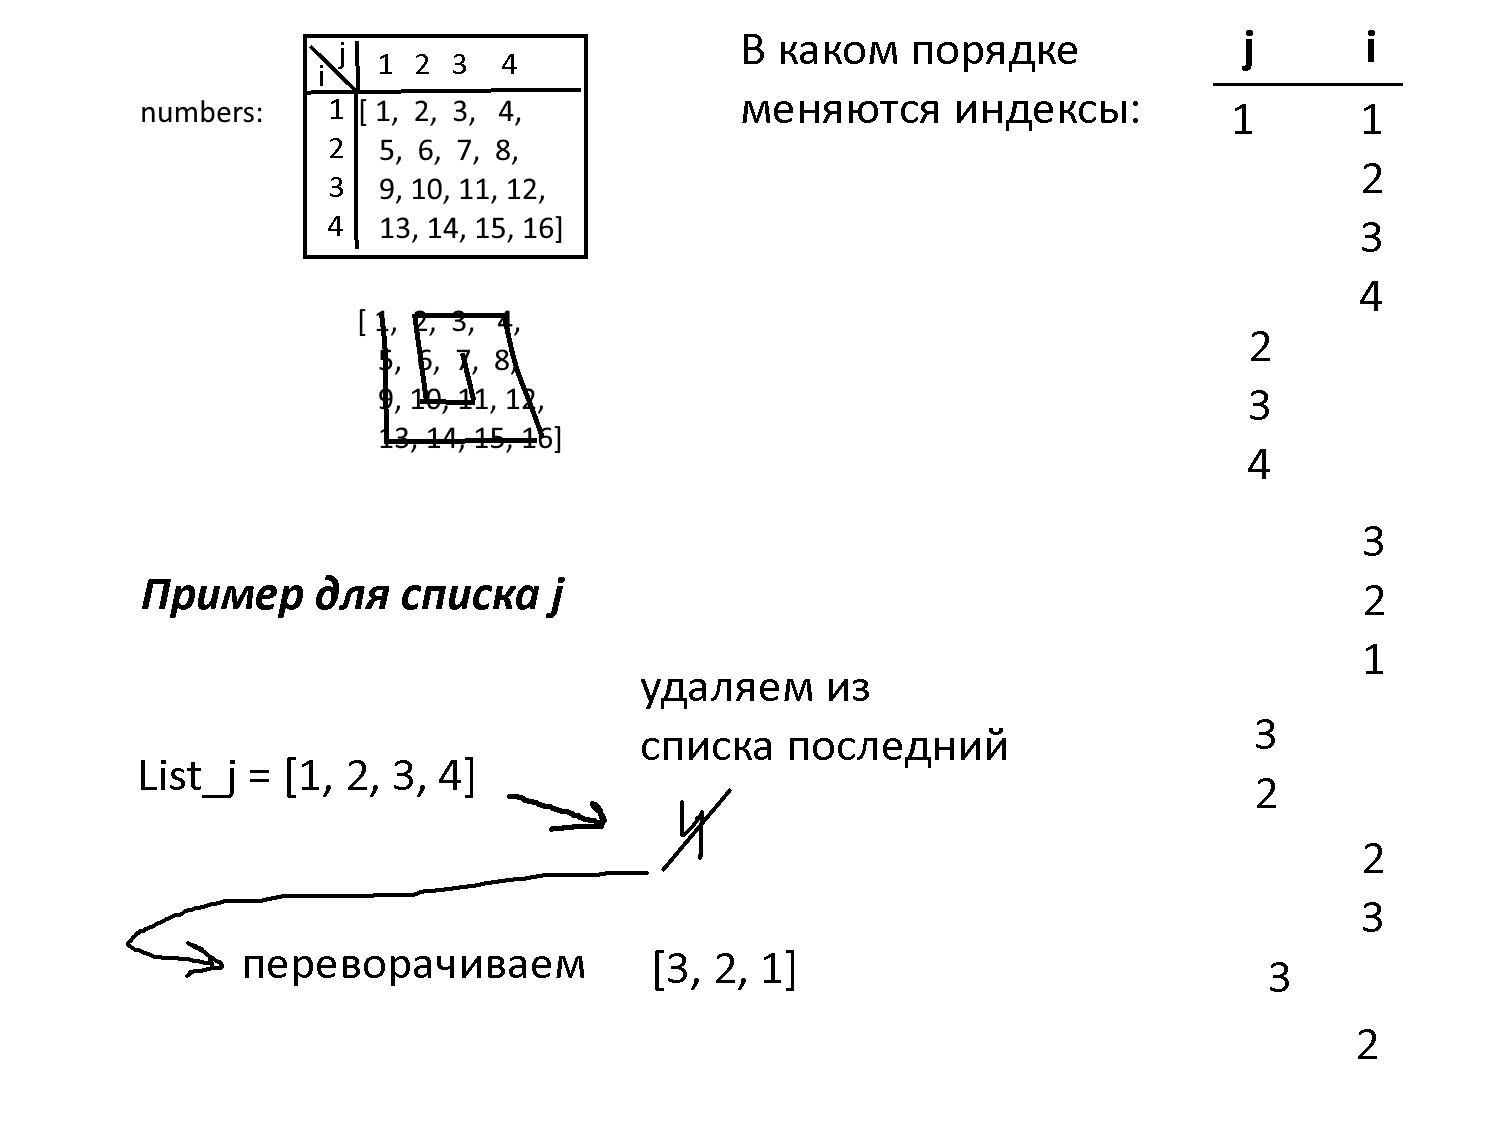 j
i
1 2 3 4
numbers:
1 [ 1, 2, 3, 4,
2 5, 6, 7, 8,
3 9, 10, 11, 12,
4 13, 14, 15, 16]
[ 1, 2, 3, 4,
5, 6, 7, 8,
9, 10, 11, 12,
13, 14, 15, 16]
В каком порядке
меняются индексы:
j i
1 1
2
3
4
2
3
4
3
2
1
3
2
2
3
3
2
Пример для списка j
удаляем из
списка последний
List_j = [1, 2, 3, 4]
4
переворачиваем [3, 2, 1]